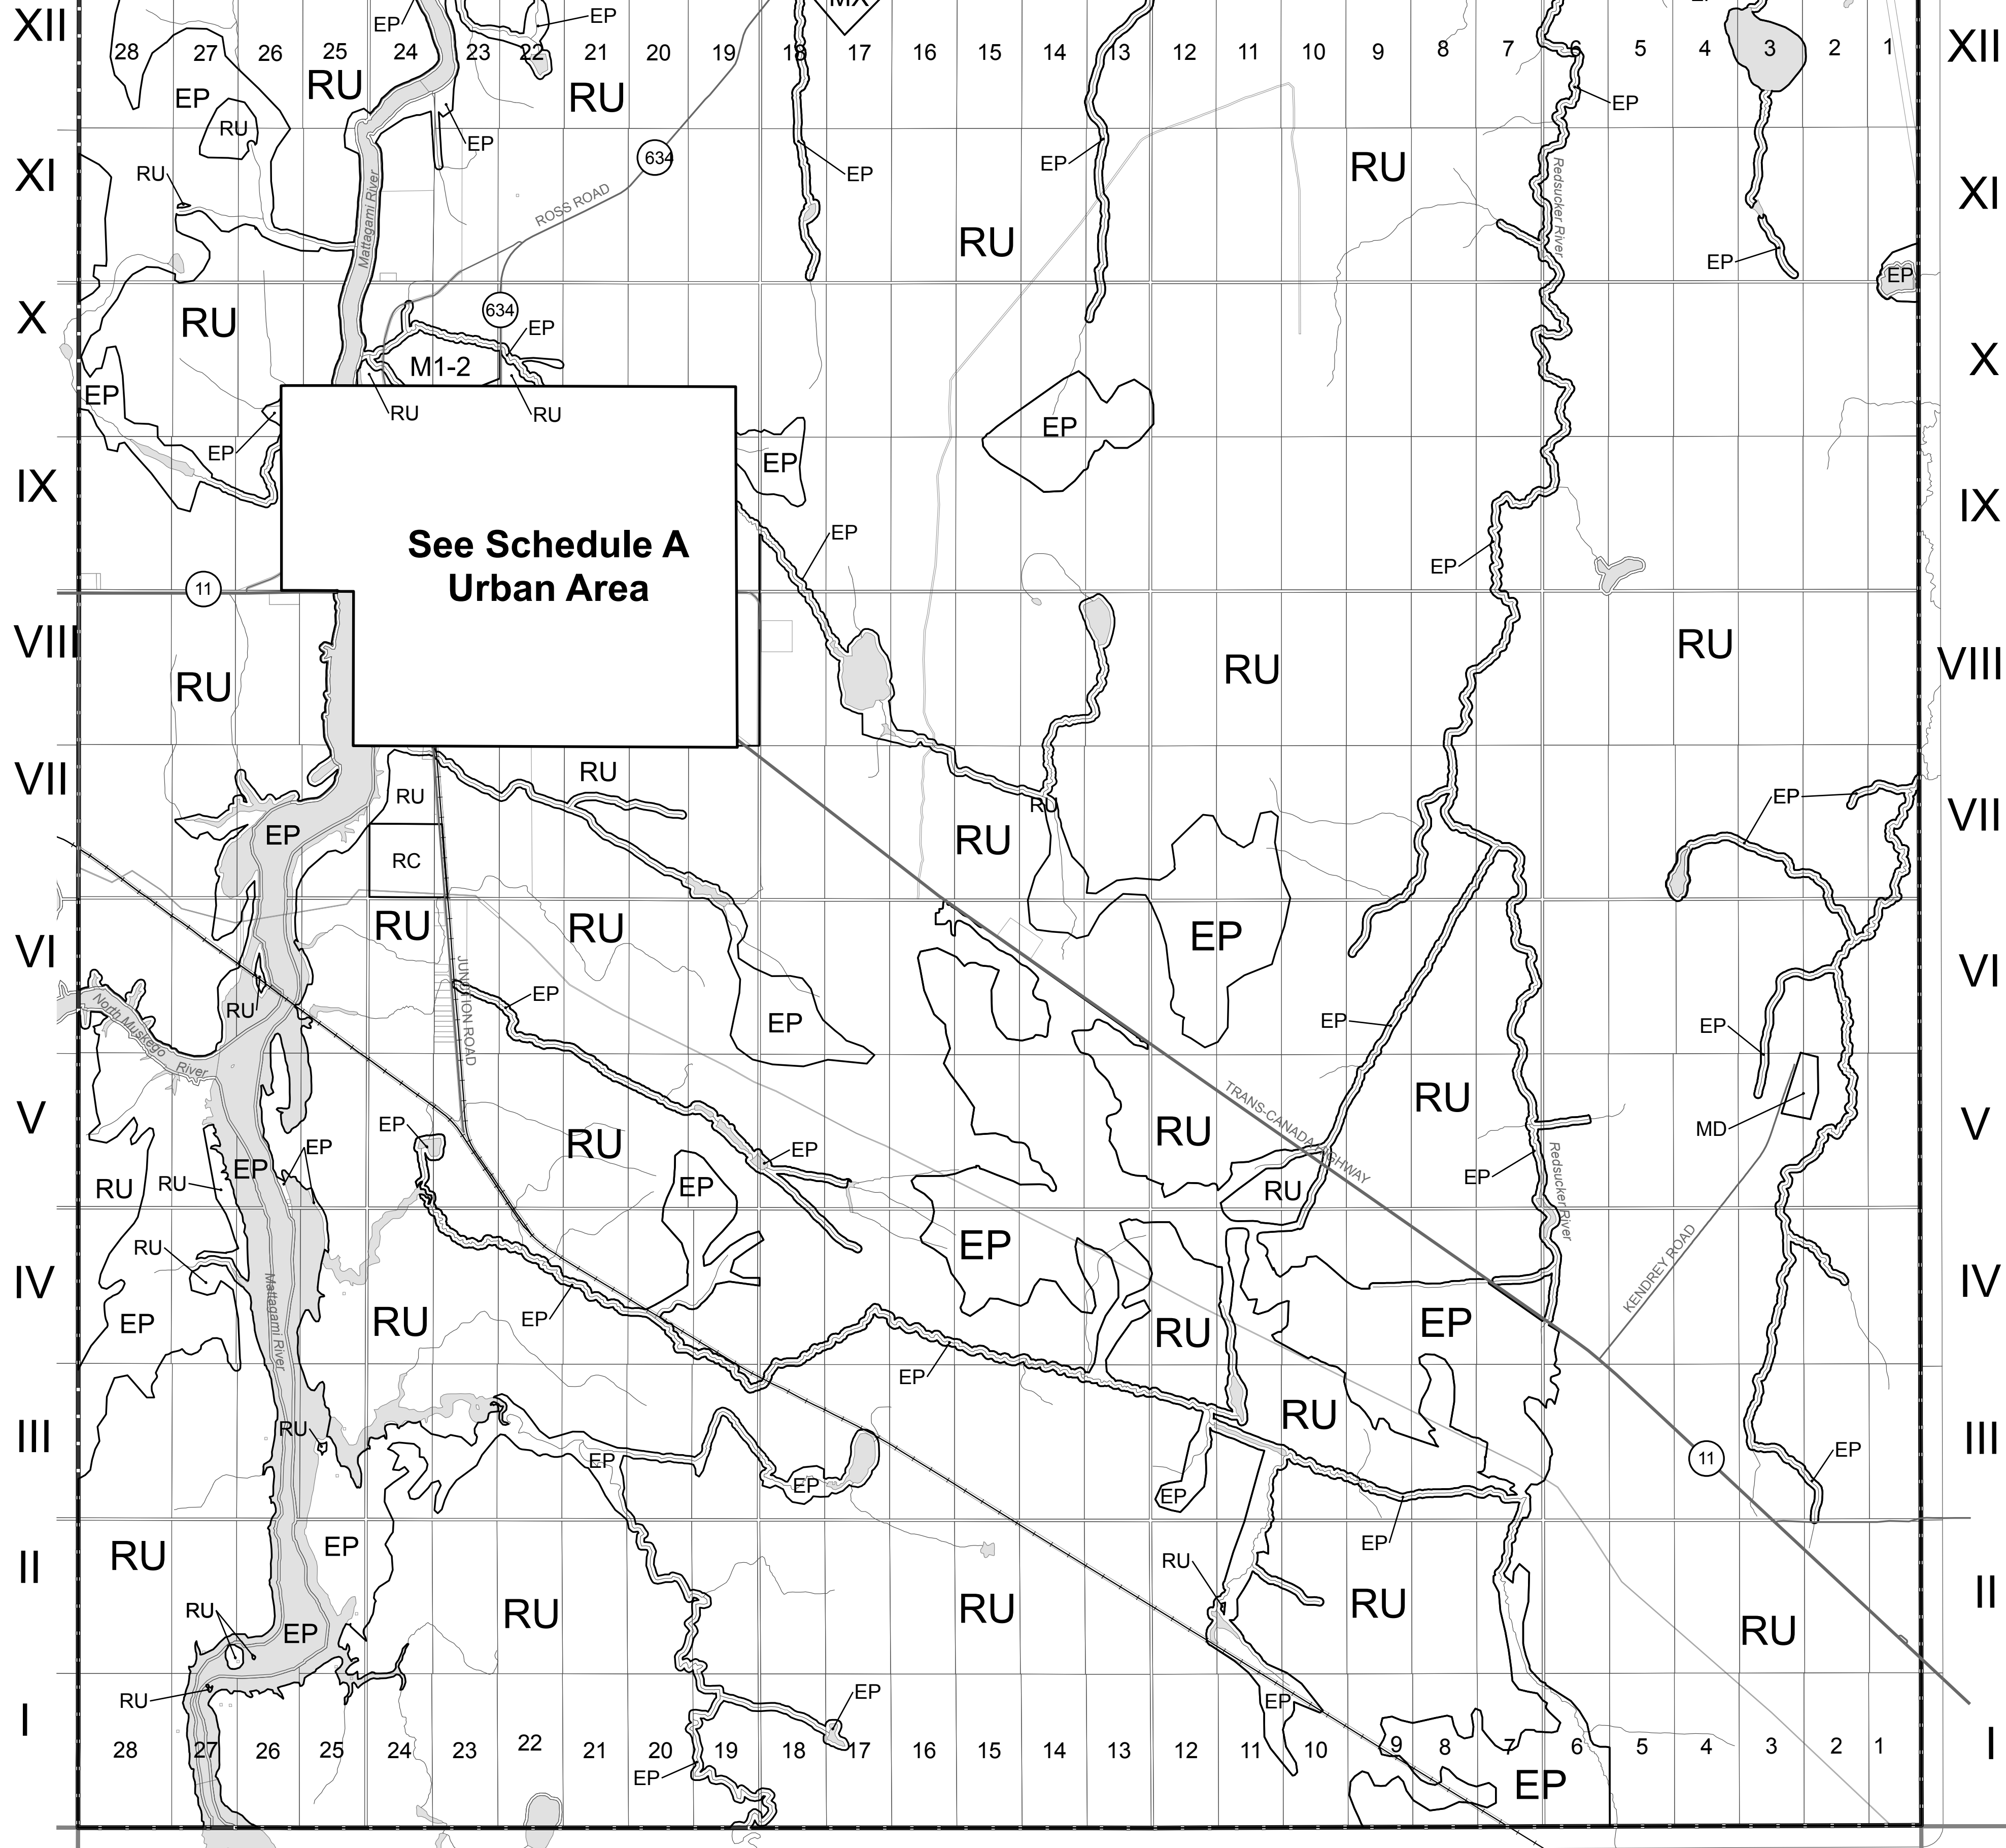 XII
28 27 26 25 24 23 22 21 20 19 18 17 16 15 14 13 12 11 10 9 8 7 6 5 4 3 2 1
XII
EP
EP
MX
RU
RU
EP
EP
RU
EP
634
XI
RU
EP
EP
RU
XI
Mattagami River
ROSS ROAD
Redsucker River
RU
EP
EP
X
RU
634
EP
M1-2
X
EP
RU
RU
EP
EP
EP
IX
EP
IX
See Schedule A
Urban Area
EP
EP
11
VIII
RU
RU
RU
VIII
VII
RU
RU
EP
RU
VII
EP
RU
RC
RU
RU
EP
VI
VI
JUNCTION ROAD
North Muskego
River
RU
EP
EP
EP
EP
V
EP
RU
RU
RU
MD
V
TRANS-CANADA HIGHWAY
EP
EP
EP
EP
RU
RU
EP
RU
EP
Redsucker River
RU
EP
KENDREY ROAD
IV
IV
Mattagami River
EP
RU
EP
RU
EP
EP
III
RU
RU
11
EP
III
EP
EP
EP
EP
II
RU
EP
RU
RU
RU
RU
II
RU
EP
RU
RU
EP
EP
I
28 27 26 25 24 23 22 21 20 19 18 17 16 15 14 13 12 11 10 9 8 7 6 5 4 3 2 1
I
EP
EP